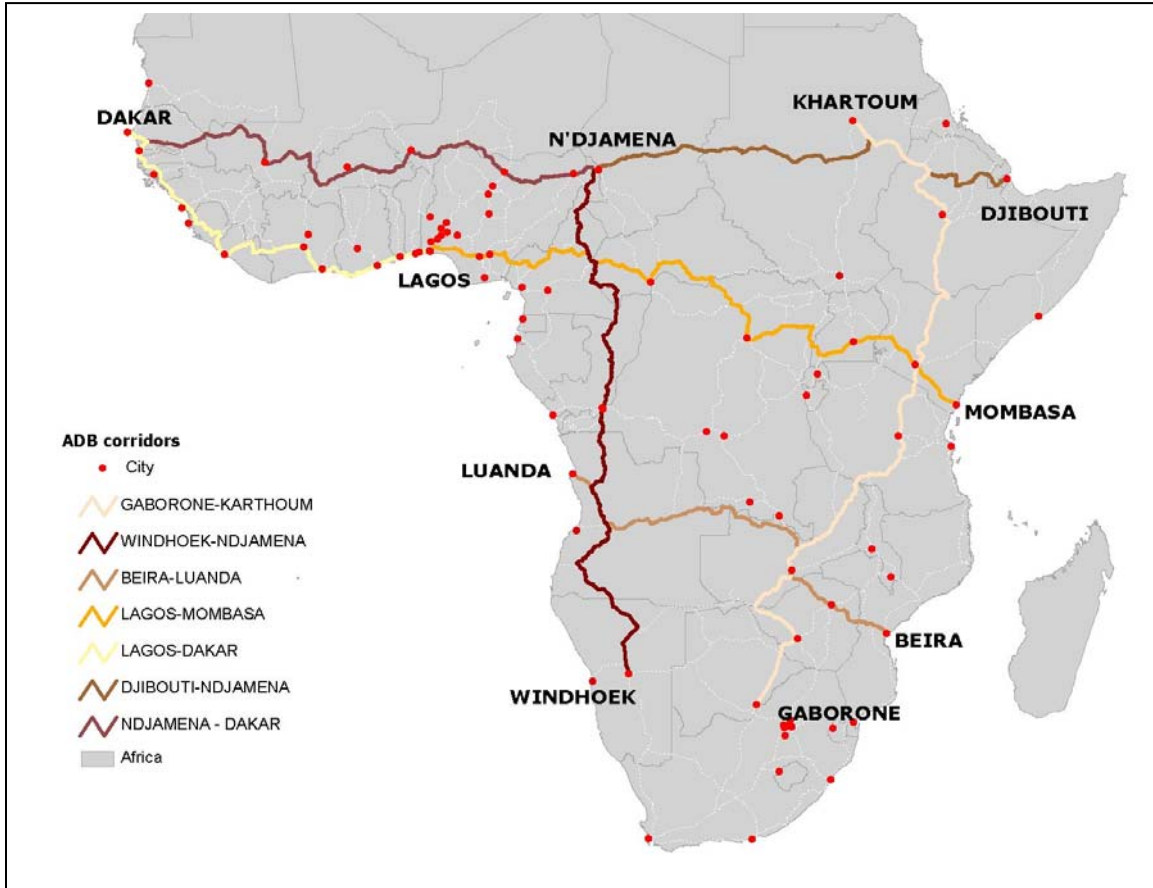 DAKAR
KHARTOUM
N'DJAMENA
DJIBOUTI
LAGOS
MOMBASA
LUANDA
BEIRA
WINDHOEK
GABORONE
ADB corridors
City
GABORONE-KARTHOUM
WINDHOEK-NDJAMENA
BEIRA-LUANDA
LAGOS-MOMBASA
LAGOS-DAKAR
DJIBOUTI-NDJAMENA
NDJAMENA - DAKAR
Africa